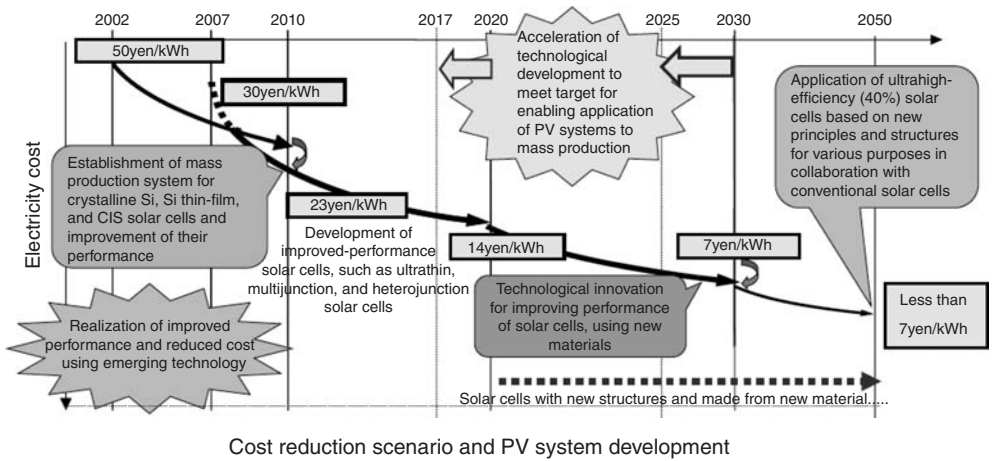 2002 2007 2010 2017 2020 2025 2030 2050
50yen/kWh
30yen/kWh
Acceleration of
technological
development to
meet target for
enabling application
of PV systems to
mass production
Application of ultrahigh-
efficiency (40%) solar
cells based on new
principles and structures
for various purposes in
collaboration with
conventional solar cells
Electricity cost
Establishment of mass
production system for
crystalline Si, Si thin-film,
and CIS solar cells and
improvement of their
performance
23yen/kWh
Development of
improved-performance
solar cells, such as ultrathin,
multijunction, and heterojunction
solar cells
14yen/kWh
7yen/kWh
Technological innovation
for improving performance
of solar cells, using new
materials
Less than
7yen/kWh
Realization of improved
performance and reduced cost
using emerging technology
Solar cells with new structures and made from new material.....
Cost reduction scenario and PV system development